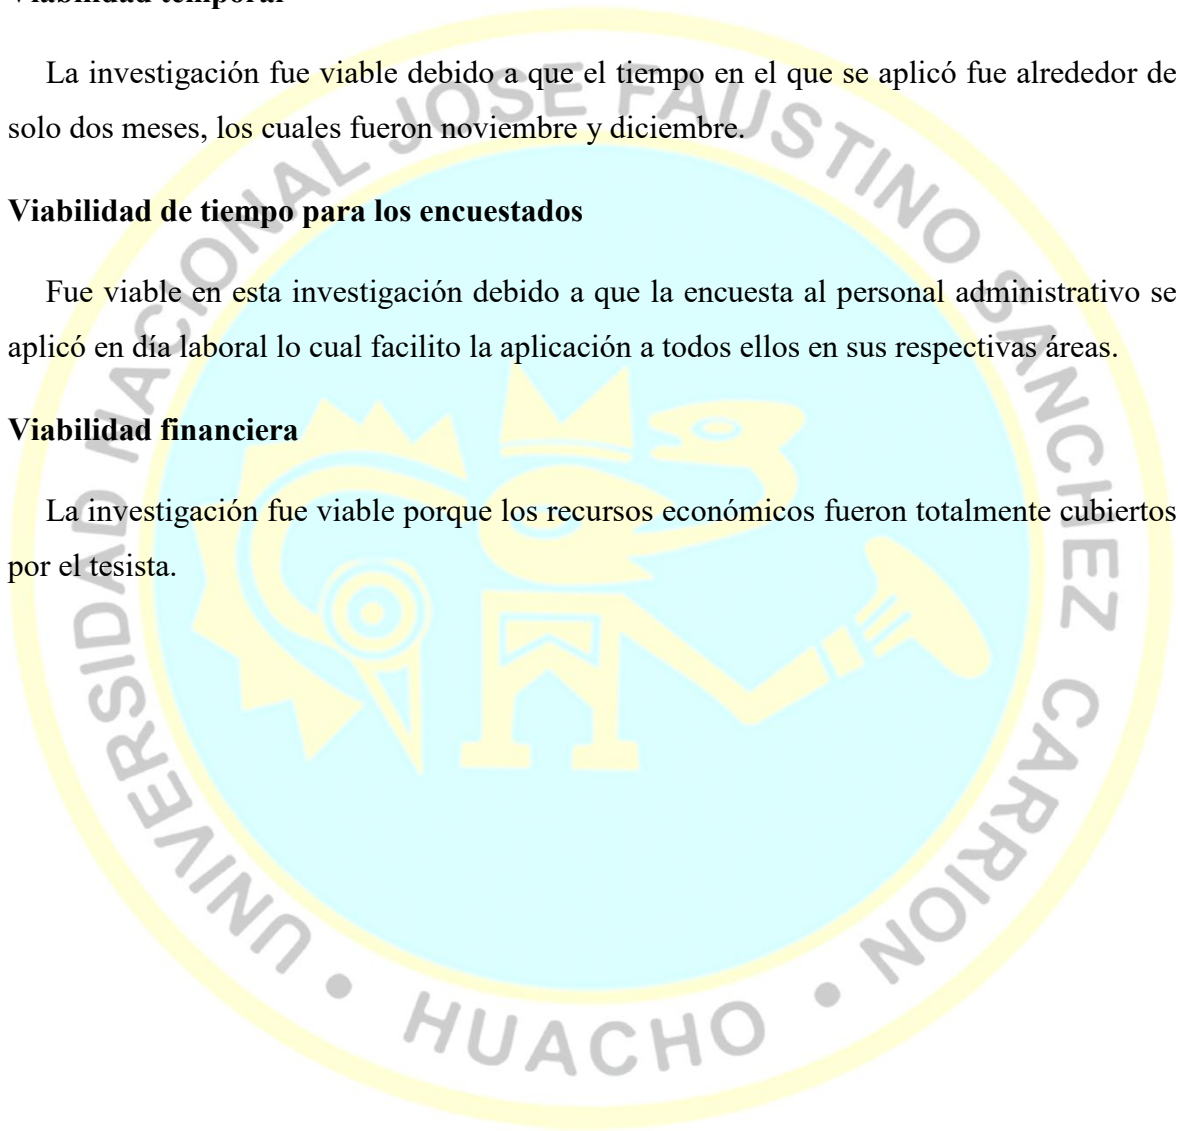 Viabilidad temporal
La investigación fue viable debido a que el tiempo en el que se aplicó fue alrededor de
solo dos meses, los cuales fueron noviembre y diciembre.
Viabilidad de tiempo para los encuestados
Fue viable en esta investigación debido a que la encuesta al personal administrativo se
aplicó en día laboral lo cual facilito la aplicación a todos ellos en sus respectivas áreas.
Viabilidad financiera
La investigación fue viable porque los recursos económicos fueron totalmente cubiertos
por el tesista.
UNIVERSIDAD NACIONAL JOSE FAUSTINO SANCHEZ CARRION • HUACHO •